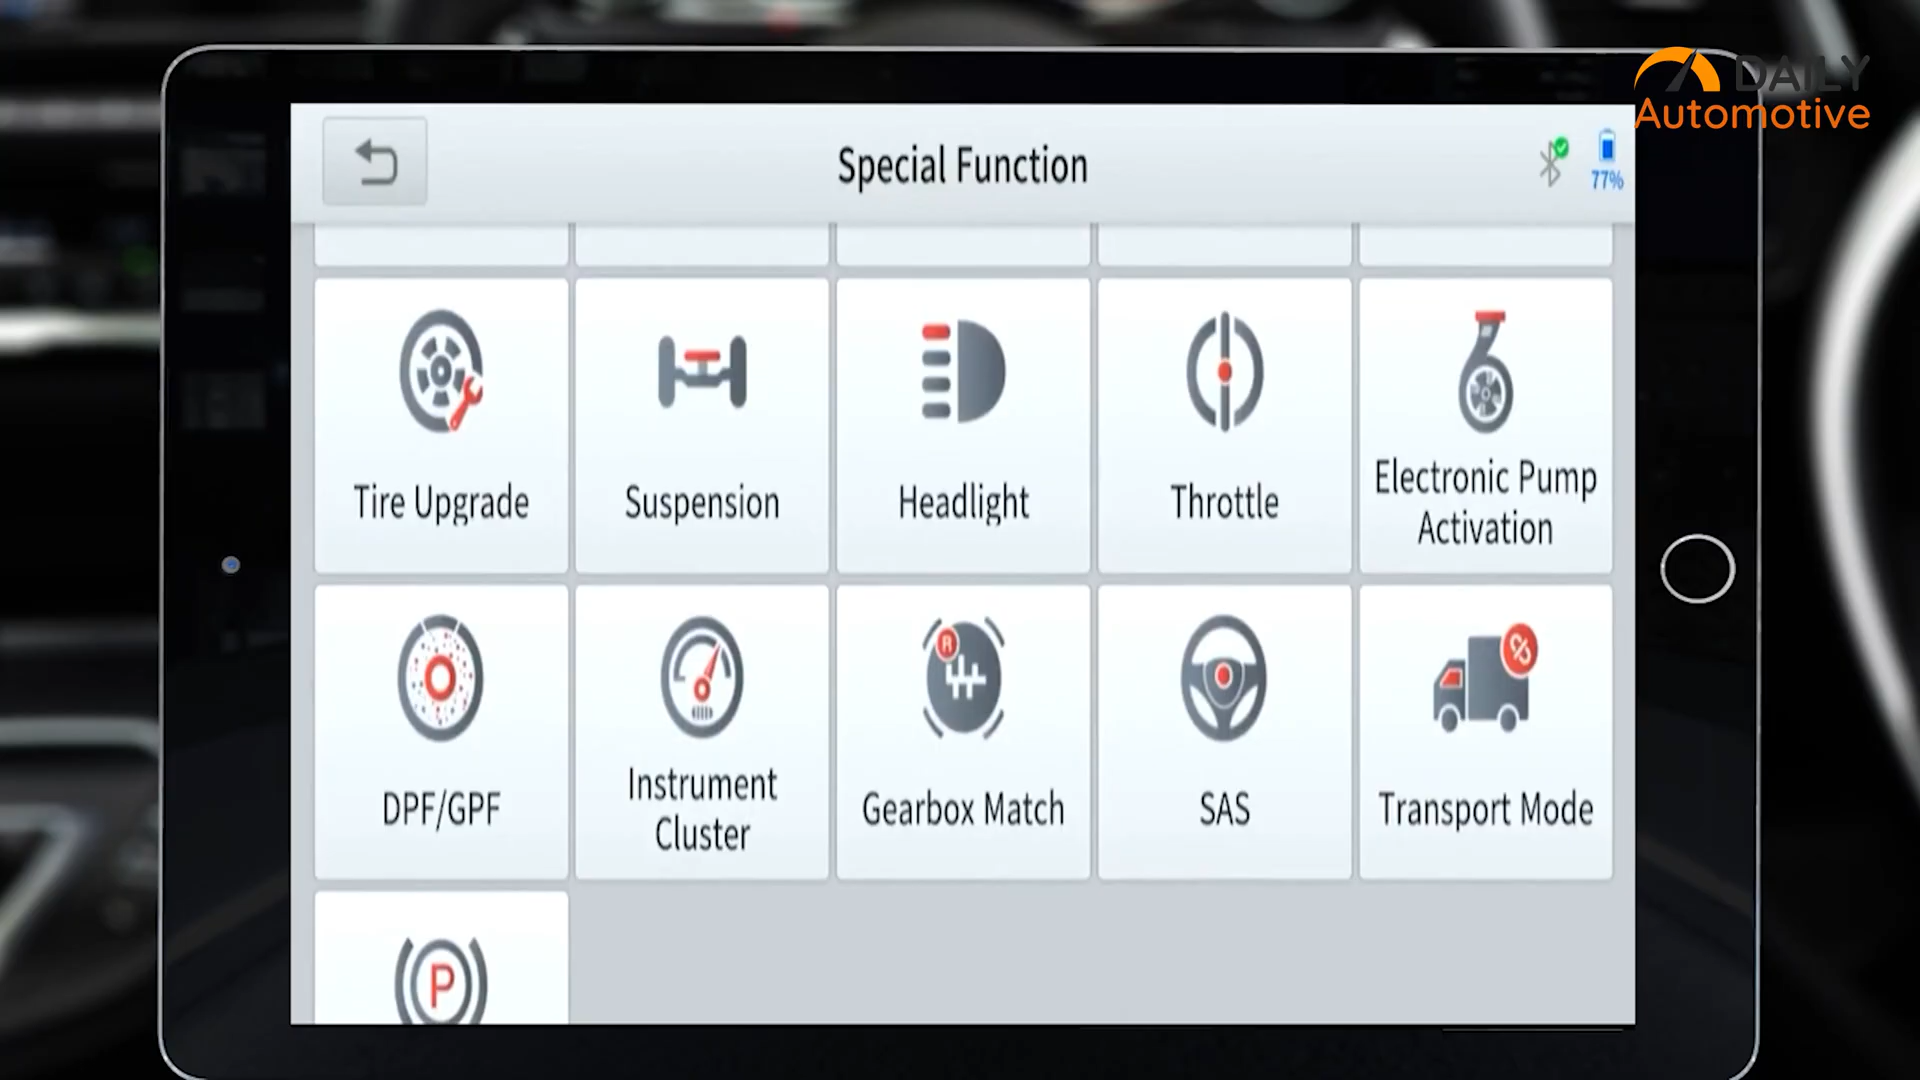 DAILY
Automotive
Special Function
77%
Tire Upgrade
Suspension
Headlight
Throttle
Electronic Pump
Activation
DPF/GPF
Instrument
Cluster
R
Gearbox Match
SAS
Transport Mode
P